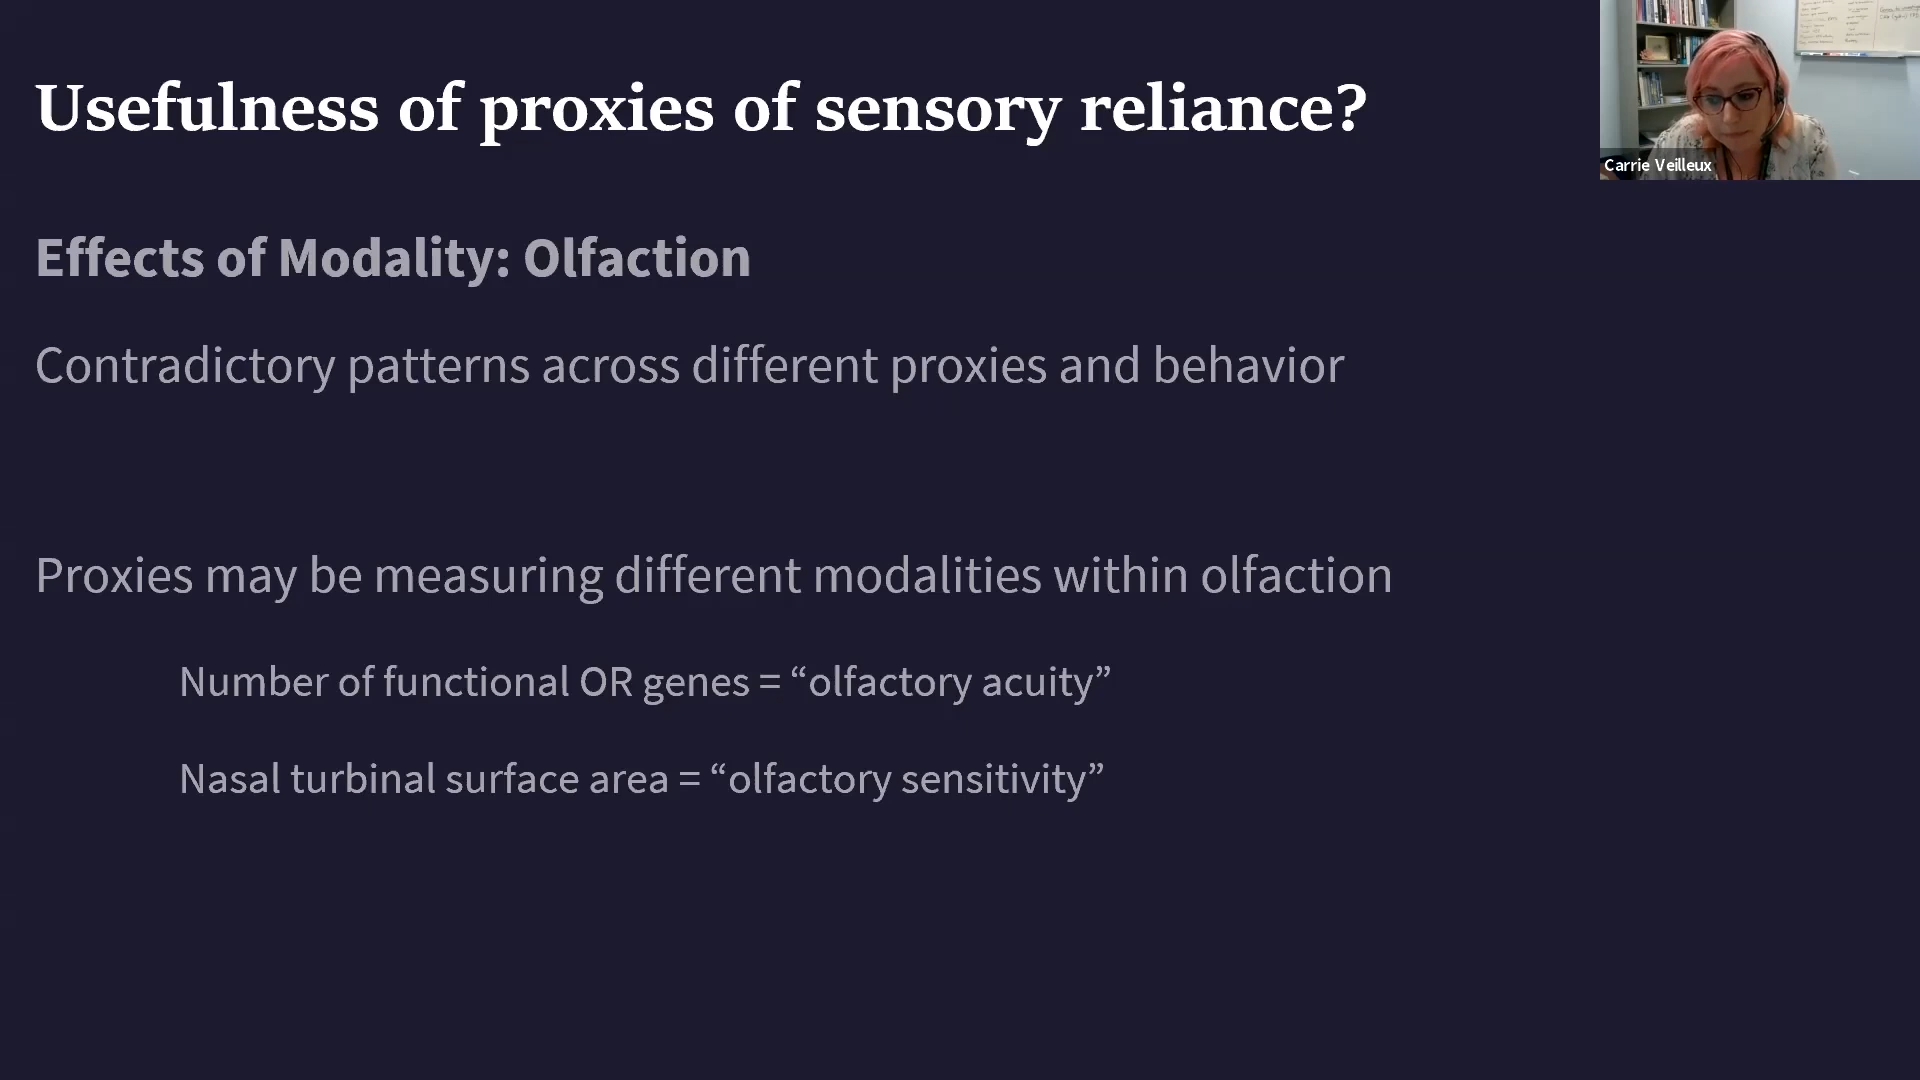 Usefulness of proxies of sensory reliance?
Carrie Veilleux
Effects of Modality: Olfaction
Contradictory patterns across different proxies and behavior
Proxies may be measuring different modalities within olfaction
Number of functional OR genes = “olfactory acuity”
Nasal turbinal surface area = “olfactory sensitivity”